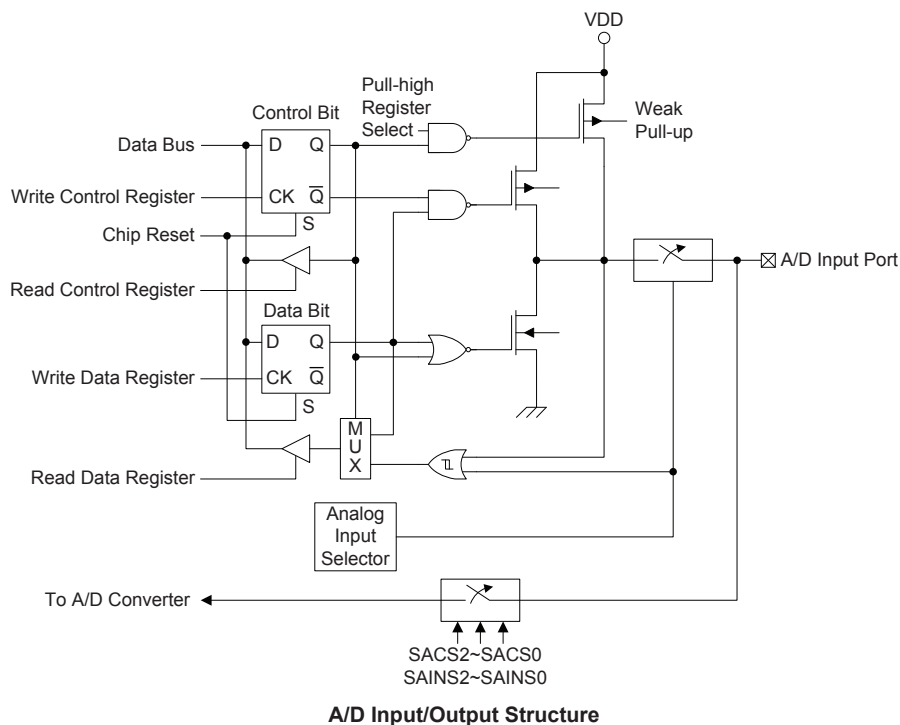 VDD
Pull-high
Register
Select
Weak
Pull-up
Control Bit
Data Bus
D
Q
Write Control Register
CK
Q
S
Chip Reset
A/D Input Port
Read Control Register
Data Bit
D
Q
Write Data Register
CK
Q
S
M
U
X
Read Data Register
Analog
Input
Selector
To A/D Converter
SACS2~SACS0
SAINS2~SAINS0
A/D Input/Output Structure